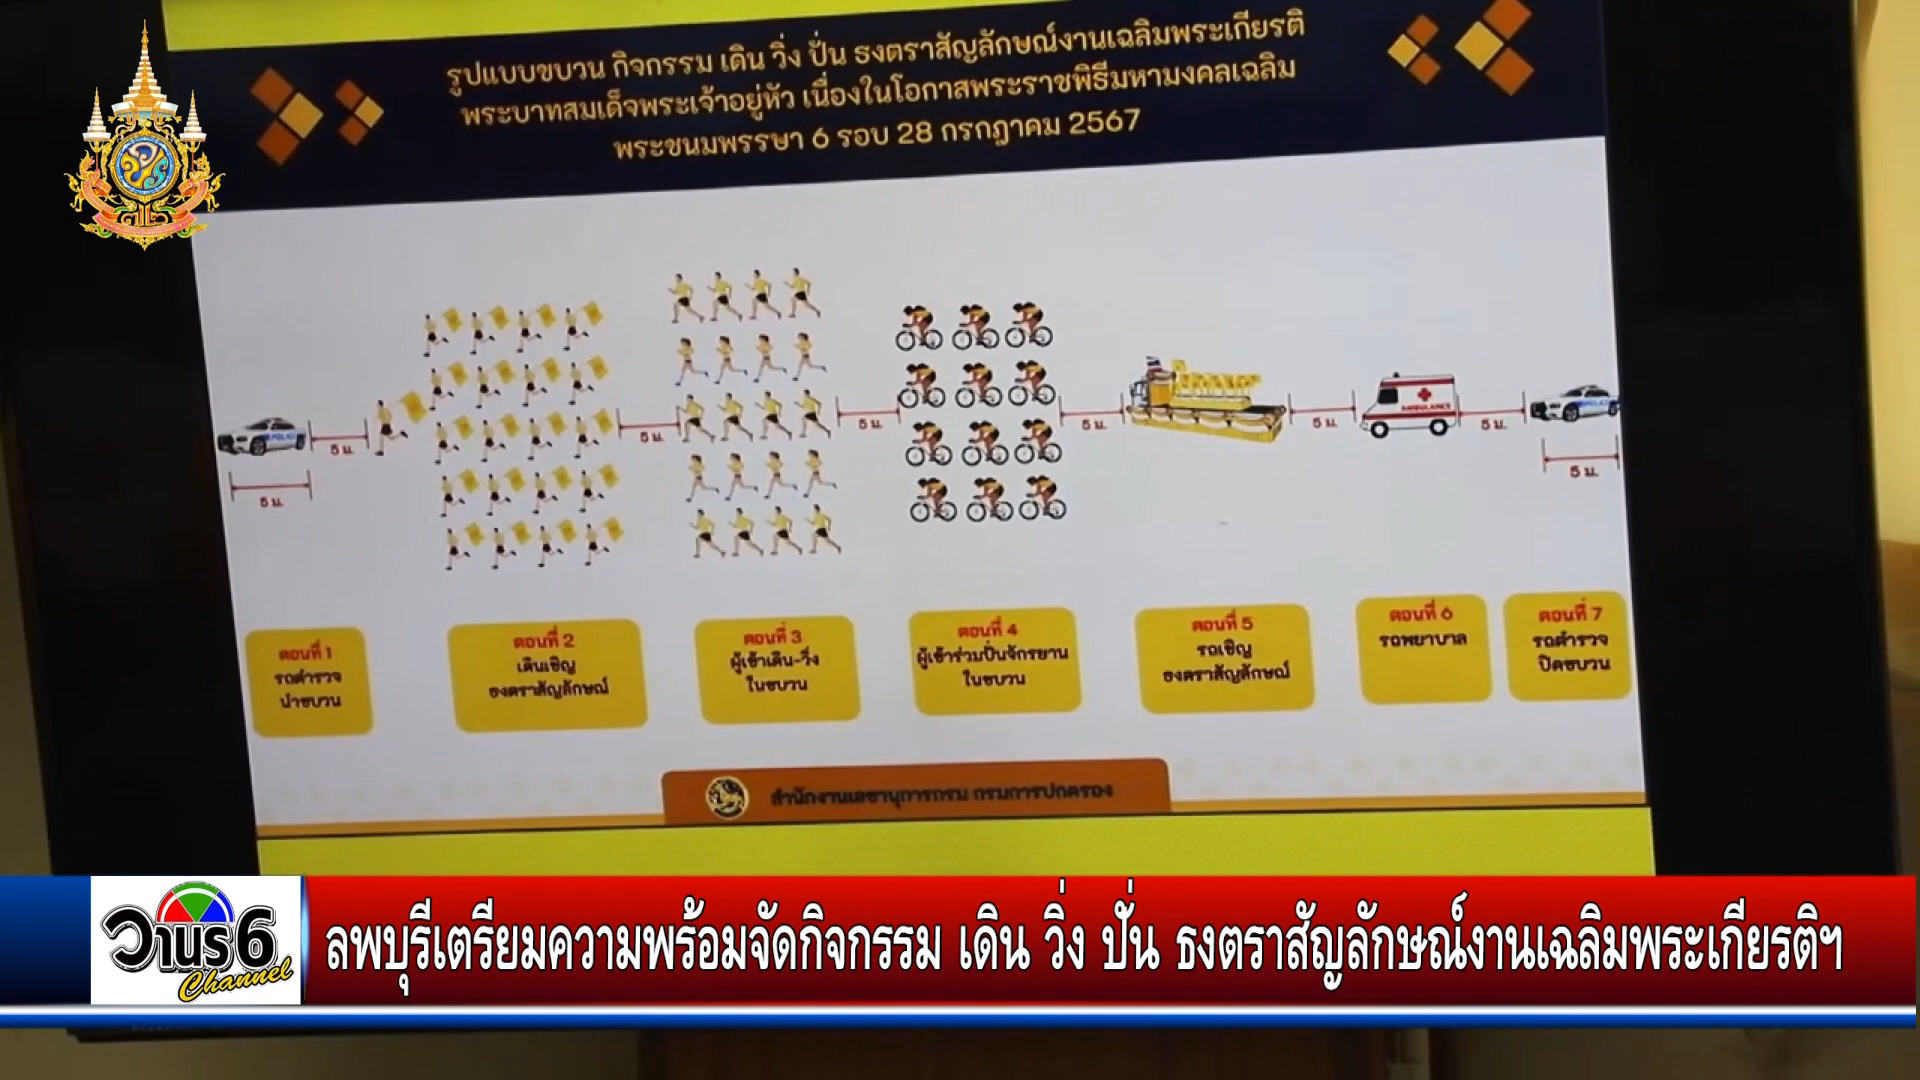 รูปแบบขบวน กิจกรรม เดิน วิ่ง ปั่น ธงตราสัญลักษณ์งานเฉลิมพระเกียรติ
พระบาทสมเด็จพระเจ้าอยู่หัว เนื่องในโอกาสพระราชพิธีมหามงคลเฉลิม
พระชนมพรรษา 6 รอบ 28 กรกฎาคม 2567
๗๒
5 ม.
5 ม.
5 ม.
5 ม.
5 ม.
5 ม.
5 ม.
5 ม.
POLICE
AMBULANCE
ตอนที่ 1
รถตำรวจ
นำขบวน
ตอนที่ 2
เดินเชิญ
ธงตราสัญลักษณ์
ตอนที่ 3
ผู้เข้าเดิน-วิ่ง
ในขบวน
ตอนที่ 4
ผู้เข้าร่วมปั่นจักรยาน
ในขบวน
ตอนที่ 5
รถเชิญ
ธงตราสัญลักษณ์
ตอนที่ 6
รถพยาบาล
ตอนที่ 7
รถตำรวจ
ปิดขบวน
สำนักงานเลขานุการกรม กรมการปกครอง
วานร6
Channel
ลพบุรีเตรียมความพร้อมจัดกิจกรรม เดิน วิ่ง ปั่น ธงตราสัญลักษณ์งานเฉลิมพระเกียรติฯ